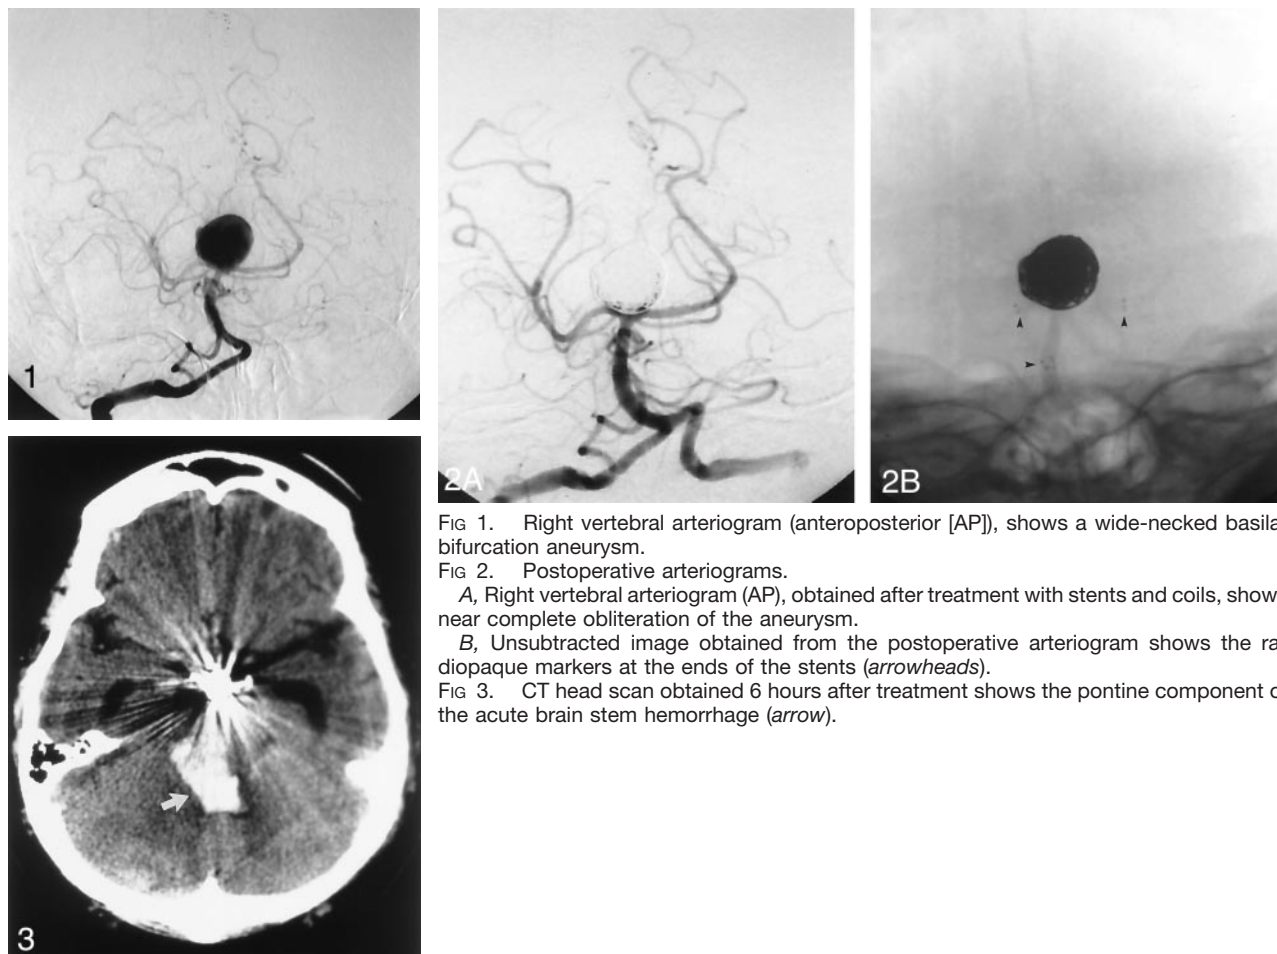 1
2A
2B
3
FIG 1. Right vertebral arteriogram (anteroposterior [AP]), shows a wide-necked basila
bifurcation aneurysm.
FIG 2. Postoperative arteriograms.
A, Right vertebral arteriogram (AP), obtained after treatment with stents and coils, show
near complete obliteration of the aneurysm.
B, Unsubtracted image obtained from the postoperative arteriogram shows the ra
diopaque markers at the ends of the stents (arrowheads).
FIG 3. CT head scan obtained 6 hours after treatment shows the pontine component o
the acute brain stem hemorrhage (arrow).